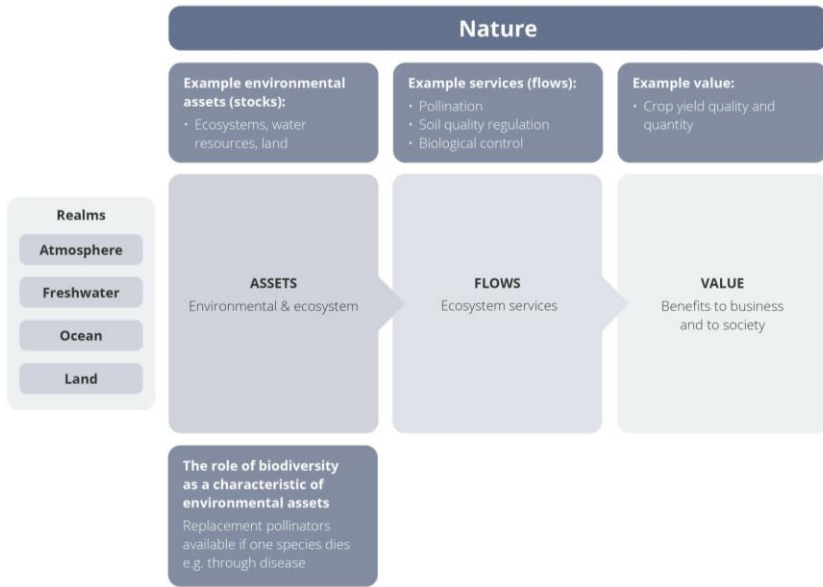 Nature
Example environmental
assets (stocks):
• Ecosystems, water
resources, land
Example services (flows):
• Pollination
• Soil quality regulation
• Biological control
Example value:
• Crop yield quality and
quantity
Realms
Atmosphere
Freshwater
Ocean
Land
ASSETS
Environmental & ecosystem
FLOWS
Ecosystem services
VALUE
Benefits to business
and to society
The role of biodiversity
as a characteristic of
environmental assets
Replacement pollinators
available if one species dies
e.g. through disease